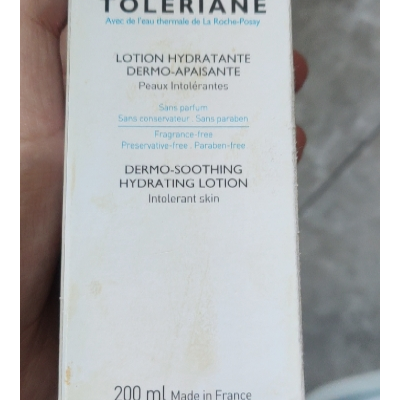 TOLERIANE
Avec de l'eau thermale de La Roche-Posay
LOTION HYDRATANTE
DERMO-APAISANTE
Peaux Intolérantes
Sans parfum
Sans conservateur . Sans paraben
Fragrance-free
Preservative-free . Paraben-free
DERMO-SOOTHING
HYDRATING LOTION
Intolerant skin
200 ml Made in France